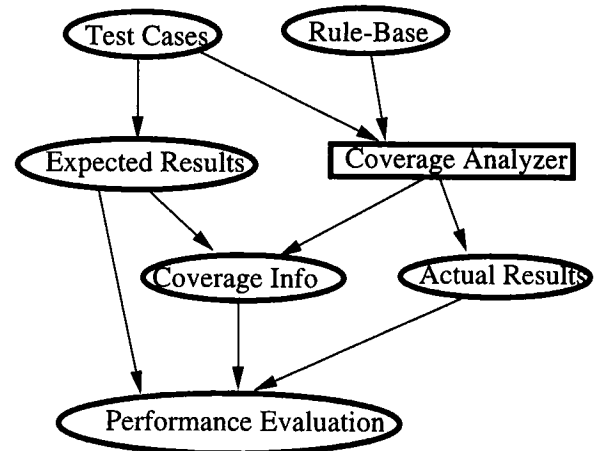 Test Cases
Rule-Base
Expected Results
Coverage Analyzer
Coverage Info
Actual Results
Performance Evaluation